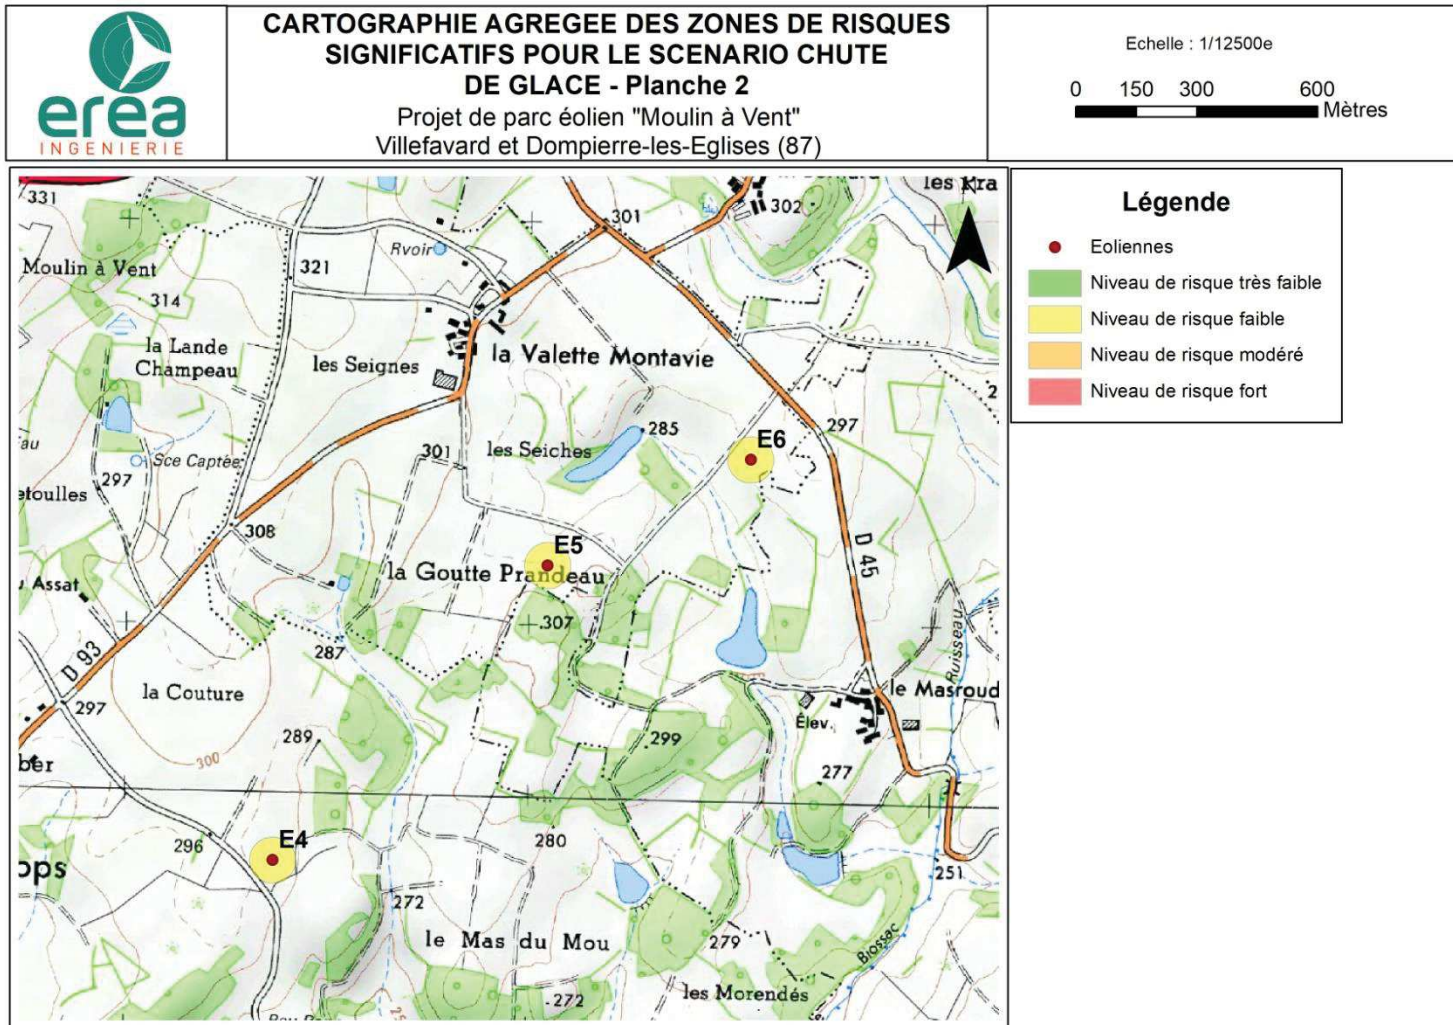 erea
INGENIERIE
CARTOGRAPHIE AGREGEE DES ZONES DE RISQUES
SIGNIFICATIFS POUR LE SCENARIO CHUTE
DE GLACE - Planche 2
Projet de parc éolien "Moulin à Vent"
Villefavard et Dompierre-les-Eglises (87)
Echelle : 1/12500e
0 150 300 600
Mètres
Légende
Eoliennes
Niveau de risque très faible
Niveau de risque faible
Niveau de risque modéré
Niveau de risque fort
331
301
302
les
Rvoir
Moulin à Vent
321
314
la Lande
Champeau
les Seignes
la Valette Montavie
2
297
285
E6
301
les Seiches
Sce Captée
297
etoulles
308
E5
D 45
la Goutte Prandeau
Assat
307
287
Ruisseau
D 93
la Couture
le Masroud
297
Élev.
289
299
300
ber
277
E4
296
280
ops
251
272
le Mas du Mou
279
Biossac
les Morendés
272